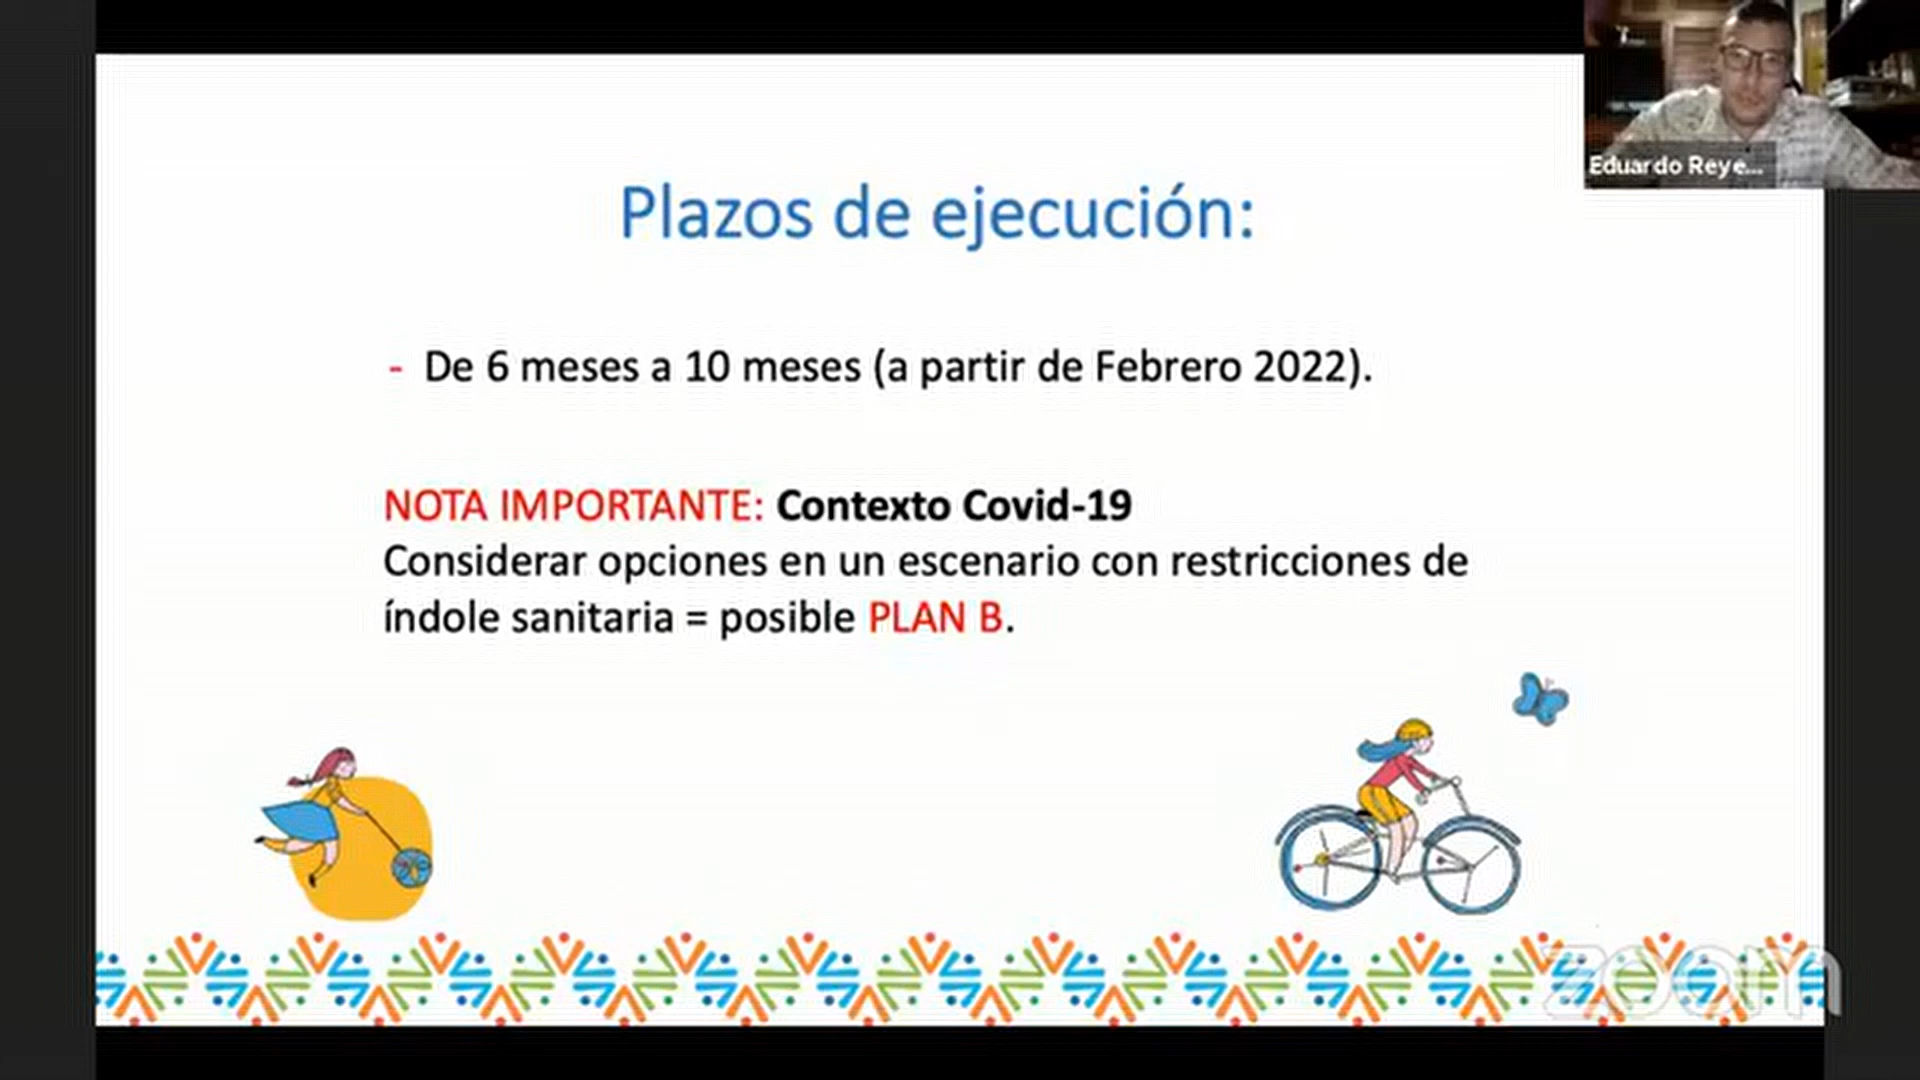 Eduardo Reye...
Plazos de ejecución:
- De 6 meses a 10 meses (a partir de Febrero 2022).
NOTA IMPORTANTE: Contexto Covid-19
Considerar opciones en un escenario con restricciones de
índole sanitaria = posible PLAN B.
zoom